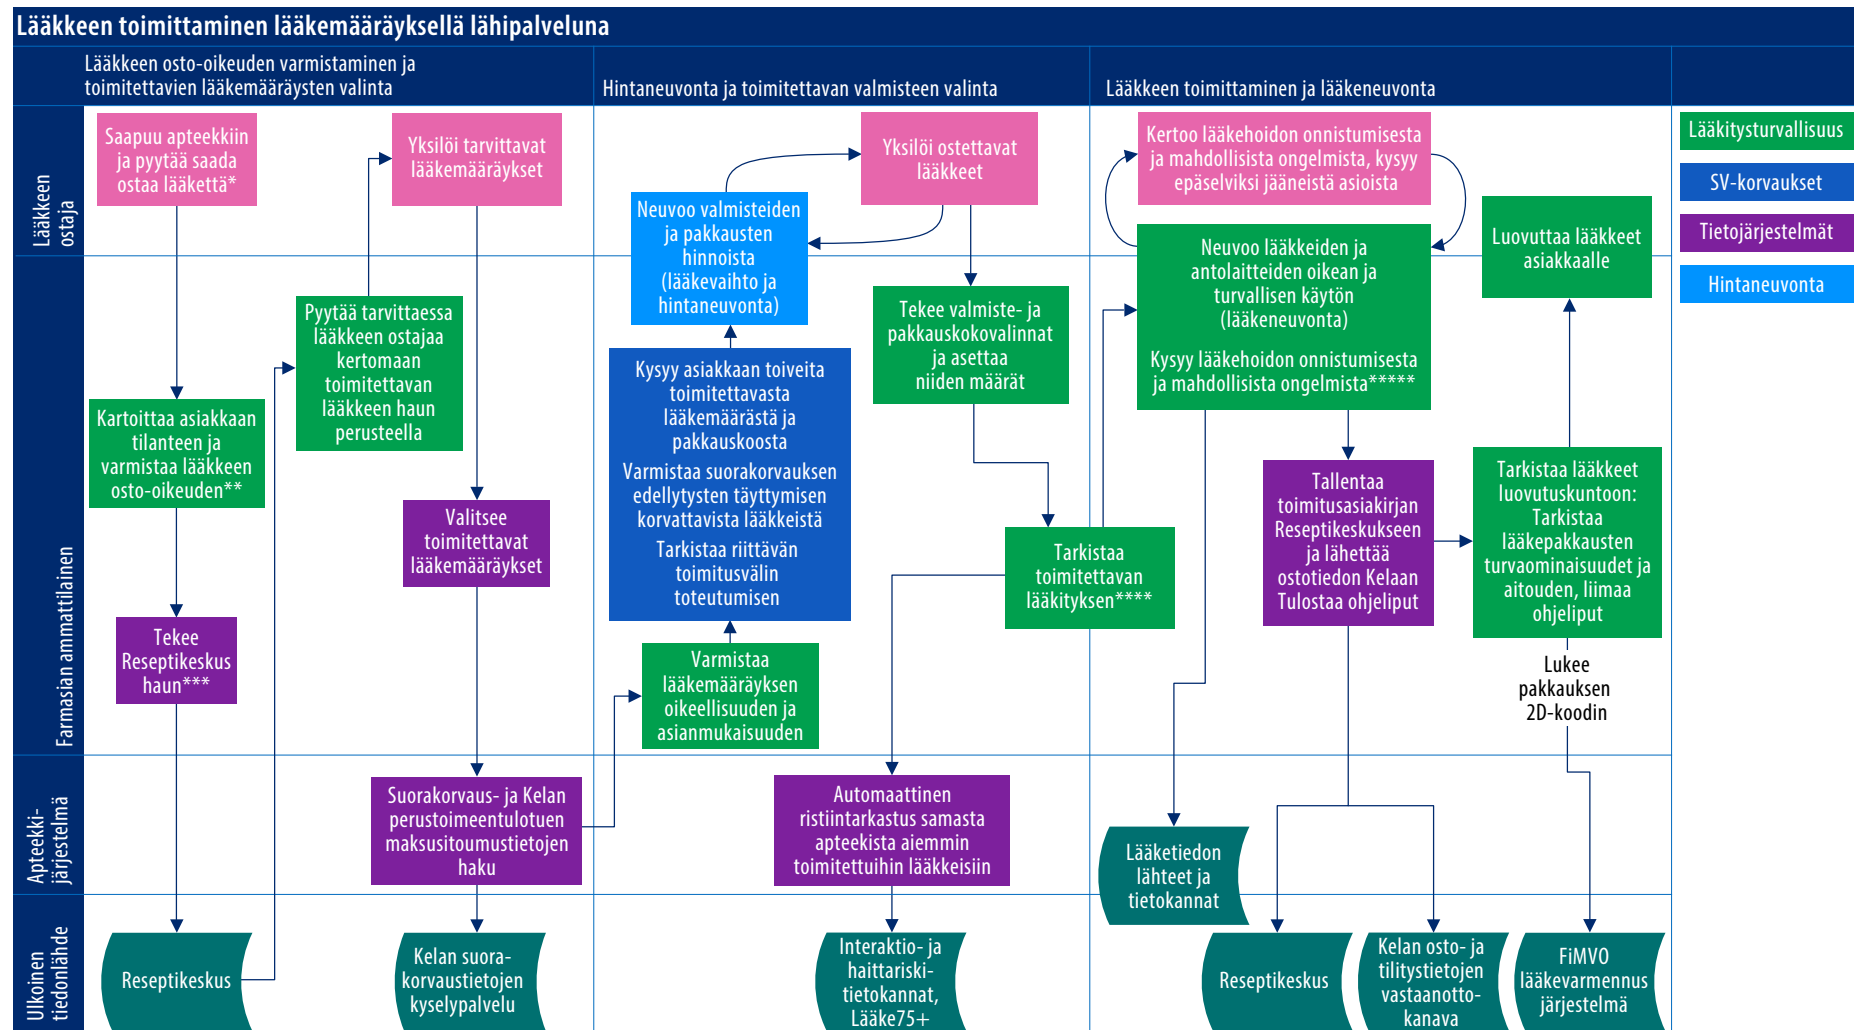 Lääkkeen toimittaminen lääkemääräyksellä lähipalveluna
Lääkkeen osto-oikeuden varmistaminen ja
toimitettavien lääkemääräysten valinta
Hintaneuvonta ja toimitettavan valmisteen valinta
Lääkkeen toimittaminen ja lääkeneuvonta
Lääkkeen
ostaja
Saapuu apteekkiin
ja pyytää saada
ostaa lääkettä*
Yksilöi tarvittavat
lääkemääräykset
Yksilöi ostettavat
lääkkeet
Kertoo lääkehoidon onnistumisesta
ja mahdollisista ongelmista, kysyy
epäselviksi jääneistä asioista
Lääkitysturvallisuus
SV-korvaukset
Tietojärjestelmät
Hintaneuvonta
Farmasian ammattilainen
Kartoittaa asiakkaan
tilanteen ja
varmistaa lääkkeen
osto-oikeuden**
Tekee
Reseptikeskus
haun***
Pyytää tarvittaessa
lääkkeen ostajaa
kertomaan
toimitettavan
lääkkeen haun
perusteella
Valitsee
toimitettavat
lääkemääräykset
Neuvoo valmisteiden
ja pakkausten
hinnoista
(lääkevaihto ja
hintaneuvonta)
Kysyy asiakkaan toiveita
toimitettavasta
lääkemäärästä ja
pakkauskoosta
Varmistaa suorakorvauksen
edellytysten täyttymisen
korvattavista lääkkeistä
Tarkistaa riittävän
toimitusvälin
toteutumisen
Varmistaa
lääkemääräyksen
oikeellisuuden ja
asianmukaisuuden
Tekee valmiste- ja
pakkauskokovalinnat
ja asettaa
niiden määrät
Tarkistaa
toimitettavan
lääkityksen****
Neuvoo lääkkeiden ja
antolaitteiden oikean ja
turvallisen käytön
(lääkeneuvonta)
Kysyy lääkehoidon onnistumisesta
ja mahdollisista ongelmista*****
Tallentaa
toimitusasiakirjan
Reseptikeskukseen
ja lähettää
ostotiedon Kelaan
Tulostaa ohjeliput
Luovuttaa lääkkeet
asiakkaalle
Tarkistaa lääkkeet
luovutuskuntoon:
Tarkistaa
lääkepakkausten
turvaominaisuudet ja
aitouden, liimaa
ohjeliput
Lukee
pakkauksen
2D-koodin
Apteekki-
järjestelmä
Suorakorvaus- ja Kelan
perustoimeentulotuen
maksusitoumustietojen
haku
Automaattinen
ristiintarkastus samasta
apteekista aiemmin
toimitettuihin lääkkeisiin
Lääketiedon
lähteet ja
tietokannat
Ulkoinen
tiedonlähde
Reseptikeskus
Kelan suora-
korvaustietojen
kyselypalvelu
Interaktio- ja
haittariski-
tietokannat,
Lääke75+
Reseptikeskus
Kelan osto- ja
tilitystietojen
vastaanotto-
kanava
FiMVO
lääkevarmennus
järjestelmä